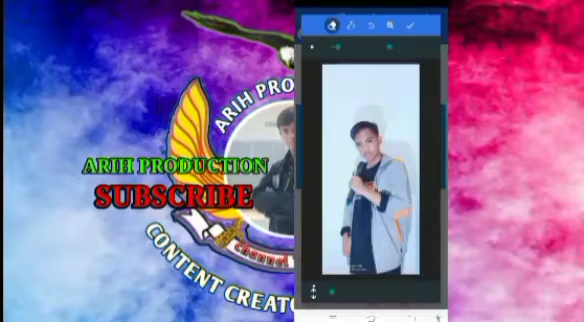 ARIH PRO
ARIH PRODUCTION
SUBSCRIBE
Channel
CONTENT CREATO